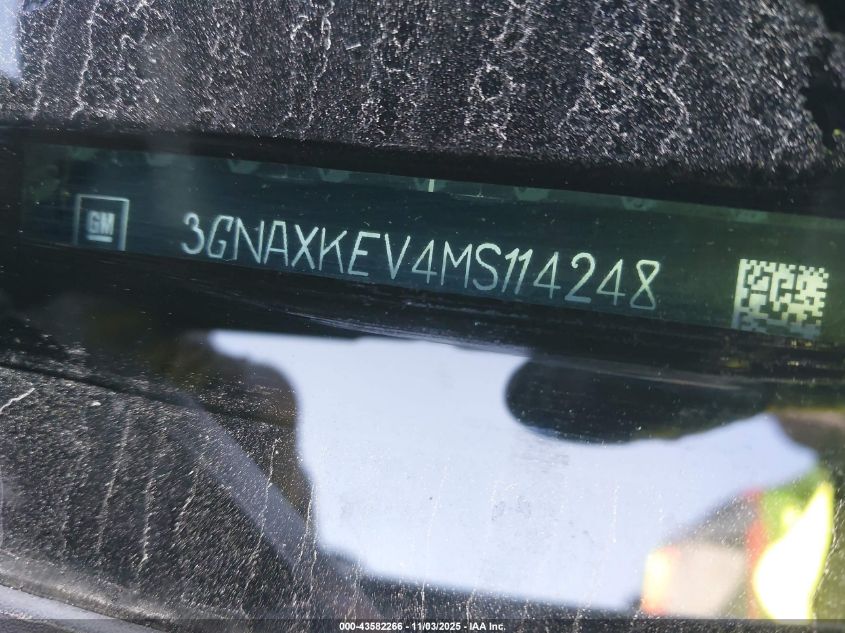 GM
3GNAXKEV4MS114248
000-43582266 - 11/03/2025 - IAA Inc.